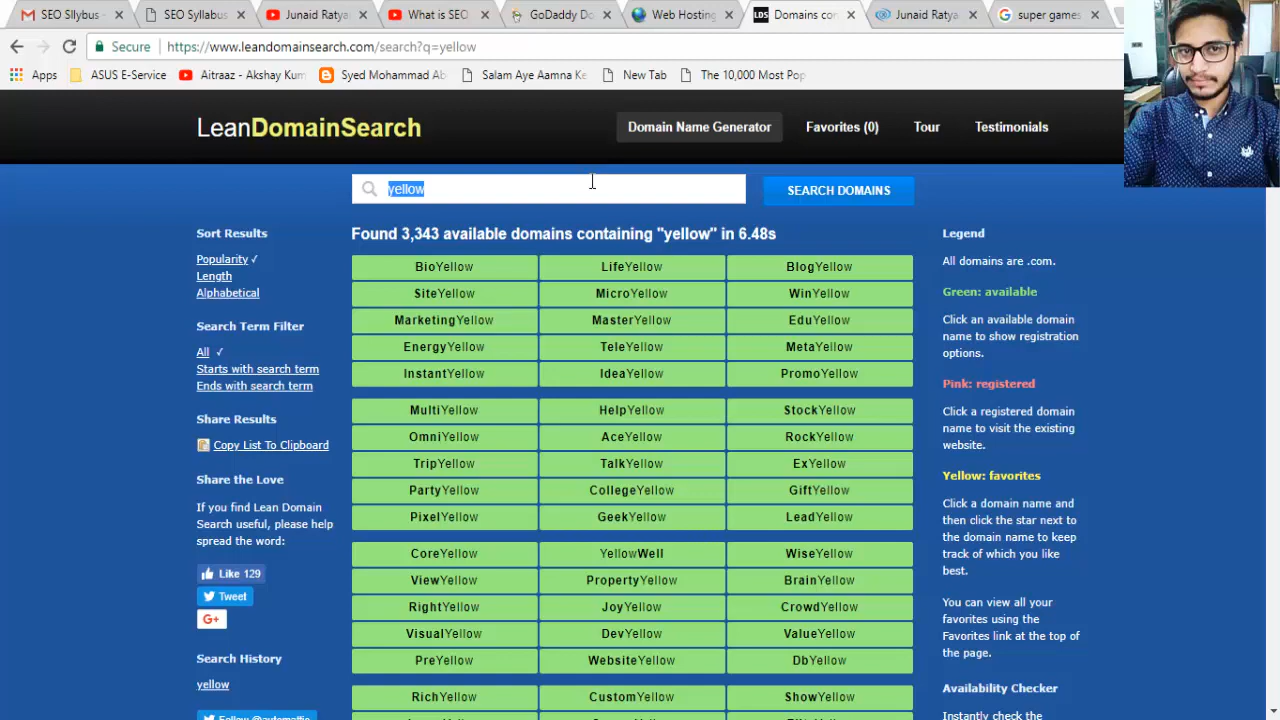 SEO Sllybus -
SEO Syllabus
Junaid Ratya
What is SEO
GoDaddy Do
Web Hosting
Domains con
Junaid Ratya
super games
Secure
https://www.leandomainsearch.com/search?q=yellow
Apps
ASUS E-Service
Aitraaz - Akshay Kum
Syed Mohammad Ab
Salam Aye Aamna Ke
New Tab
The 10,000 Most Pop
LeanDomainSearch
Domain Name Generator
Favorites (0)
Tour
Testimonials
yellow
SEARCH DOMAINS
Sort Results
Popularity ✓
Length
Alphabetical
Search Term Filter
All ✓
Starts with search term
Ends with search term
Share Results
Copy List To Clipboard
Share the Love
If you find Lean Domain
Search useful, please help
spread the word:
Like 129
Tweet
G+
Search History
yellow
Follow @automattic
Found 3,343 available domains containing "yellow" in 6.48s
BioYellow LifeYellow BlogYellow
SiteYellow MicroYellow WinYellow
MarketingYellow MasterYellow EduYellow
EnergyYellow TeleYellow MetaYellow
InstantYellow IdeaYellow PromoYellow
MultiYellow HelpYellow StockYellow
OmniYellow AceYellow RockYellow
TripYellow TalkYellow ExYellow
PartyYellow CollegeYellow GiftYellow
PixelYellow GeekYellow LeadYellow
CoreYellow YellowWell WiseYellow
ViewYellow PropertyYellow BrainYellow
RightYellow JoyYellow CrowdYellow
VisualYellow DevYellow ValueYellow
PreYellow WebsiteYellow DbYellow
RichYellow CustomYellow ShowYellow
Legend
All domains are .com.
Green: available
Click an available domain
name to show registration
options.
Pink: registered
Click a registered domain
name to visit the existing
website.
Yellow: favorites
Click a domain name and
then click the star next to
the domain name to keep
track of which you like
best.
You can view all your
favorites using the
Favorites link at the top of
the page.
Availability Checker
Instantly check the